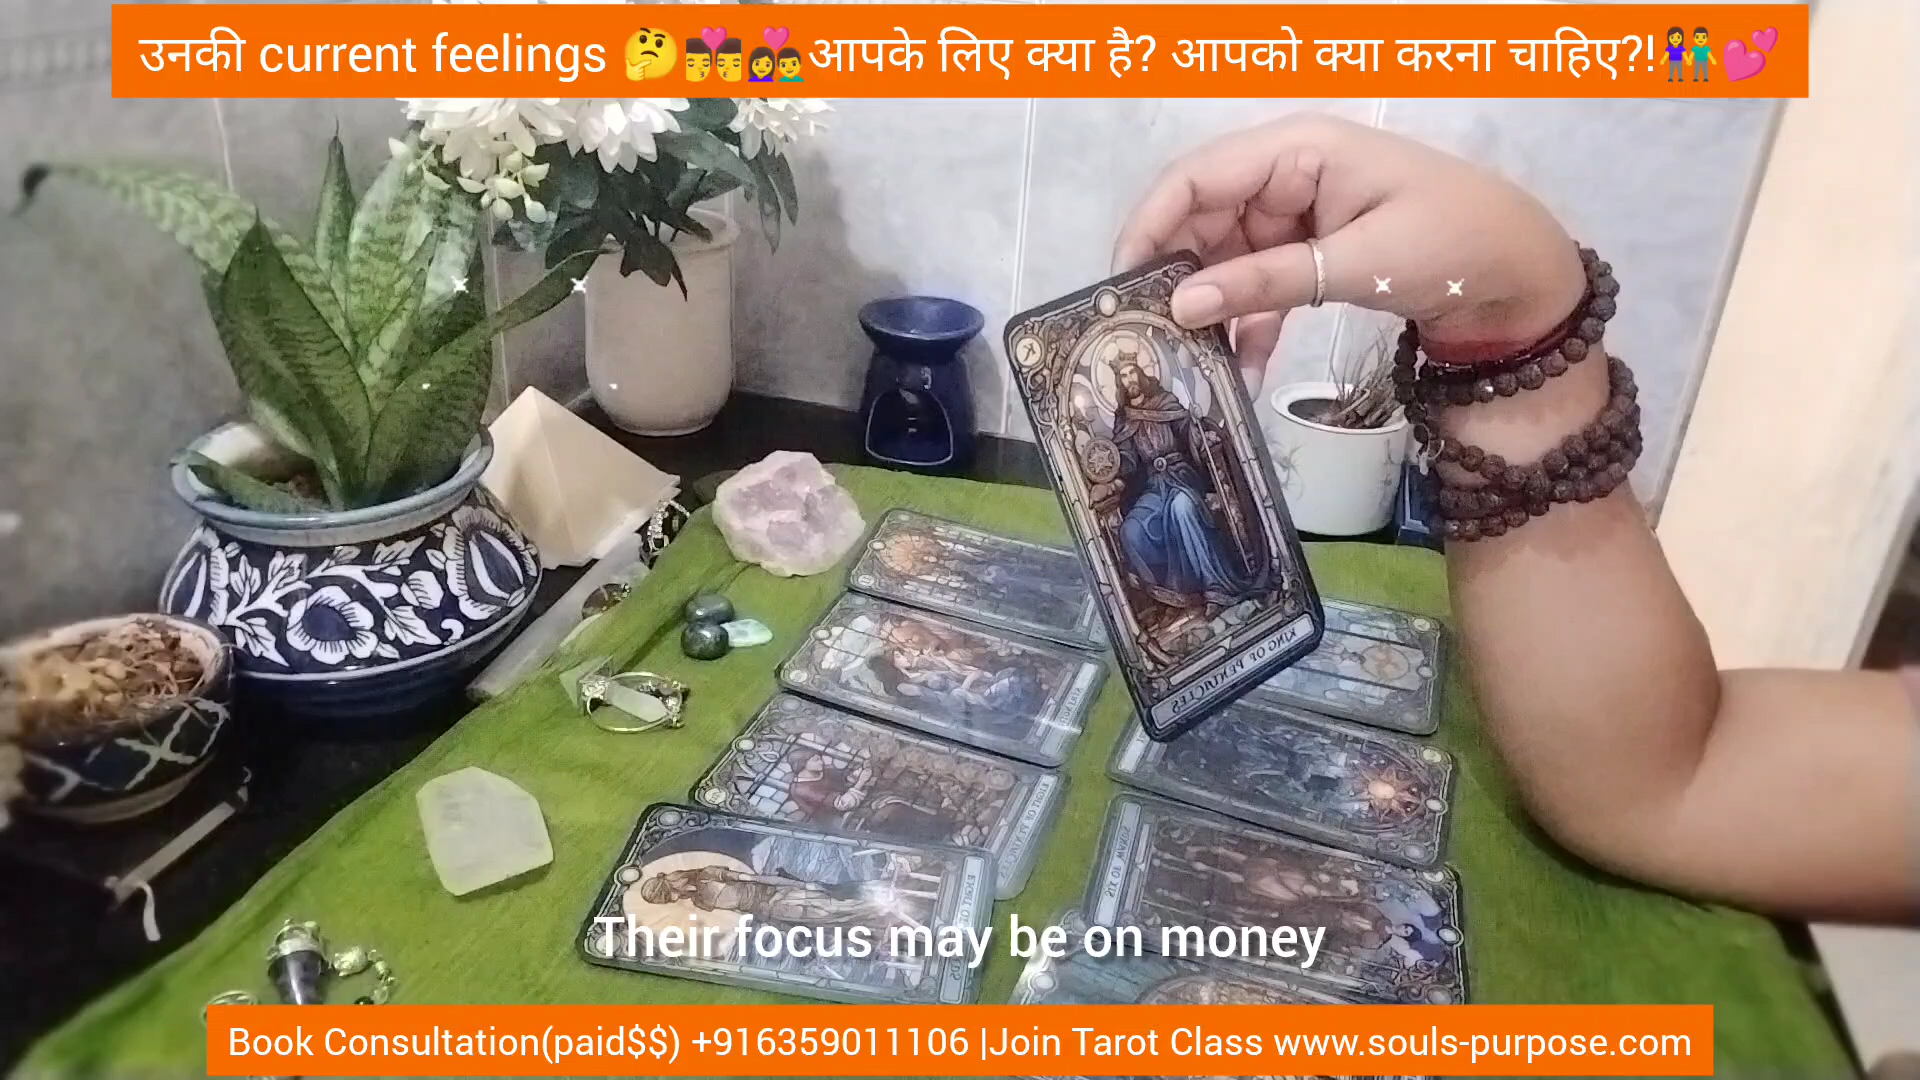 उनकी current feelings 🤔💏👩‍❤️‍👨आपके लिए क्या है? आपको क्या करना चाहिए?!👫💕
KING OF PENTACLES
Their focus may be on money
Book Consultation(paid$$) +916359011106 |Join Tarot Class www.souls-purpose.com